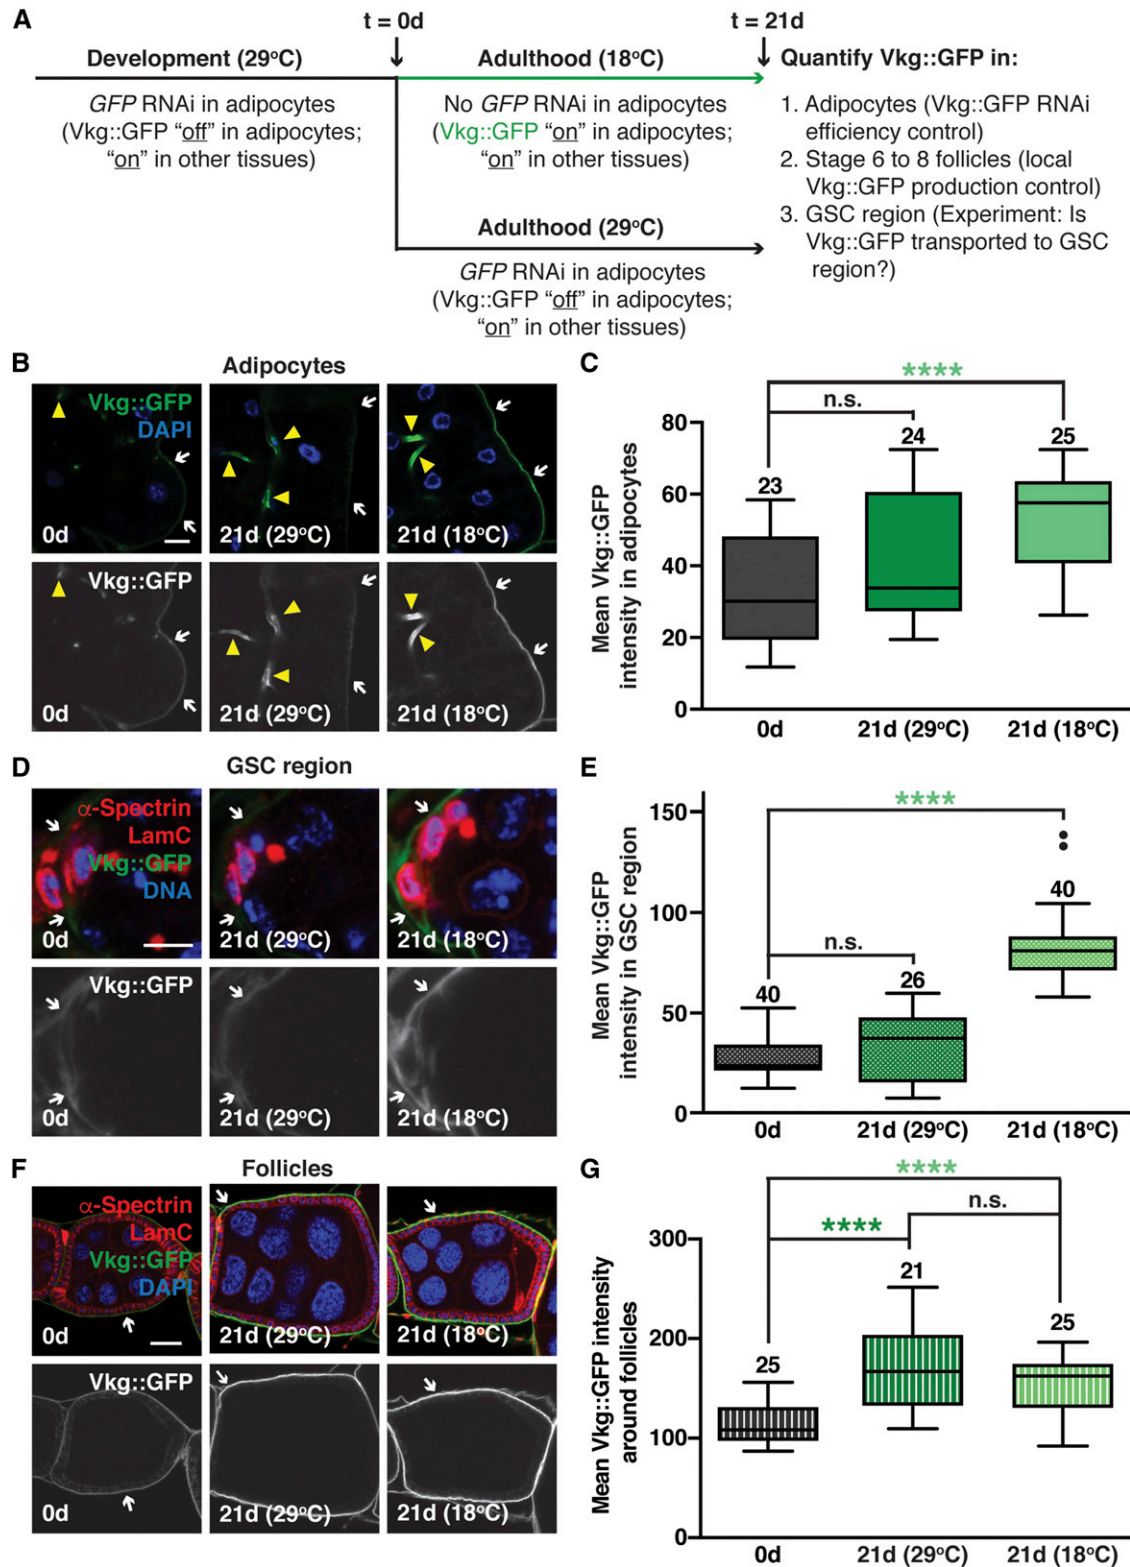 A
t = 0d
t = 21d
Development (29°C)
Adulthood (18°C)
Quantify Vkg::GFP in:
GFP RNAi in adipocytes
(Vkg::GFP “off” in adipocytes;
“on” in other tissues)
No GFP RNAi in adipocytes
(Vkg::GFP “on” in adipocytes;
“on” in other tissues)
1. Adipocytes (Vkg::GFP RNAi
efficiency control)
2. Stage 6 to 8 follicles (local
Vkg::GFP production control)
3. GSC region (Experiment: Is
Vkg::GFP transported to GSC
region?)
Adulthood (29°C)
GFP RNAi in adipocytes
(Vkg::GFP “off” in adipocytes;
“on” in other tissues)
B
Adipocytes
Vkg::GFP
DAPI
0d
21d (29°C)
21d (18°C)
Vkg::GFP
0d
21d (29°C)
21d (18°C)
C
****
n.s.
Mean Vkg::GFP
intensity in adipocytes
80
60
40
20
0
23
24
25
0d
21d (29°C)
21d (18°C)
D
GSC region
α-Spectrin
LamC
Vkg::GFP
DNA
0d
21d (29°C)
21d (18°C)
Vkg::GFP
0d
21d (29°C)
21d (18°C)
E
****
n.s.
Mean Vkg::GFP
intensity in GSC region
150
100
50
0
40
26
40
0d
21d (29°C)
21d (18°C)
F
Follicles
α-Spectrin
LamC
Vkg::GFP
DAPI
0d
21d (29°C)
21d (18°C)
Vkg::GFP
0d
21d (29°C)
21d (18°C)
G
****
n.s.
****
Mean Vkg::GFP intensity
around follicles
300
200
100
0
25
21
25
0d
21d (29°C)
21d (18°C)